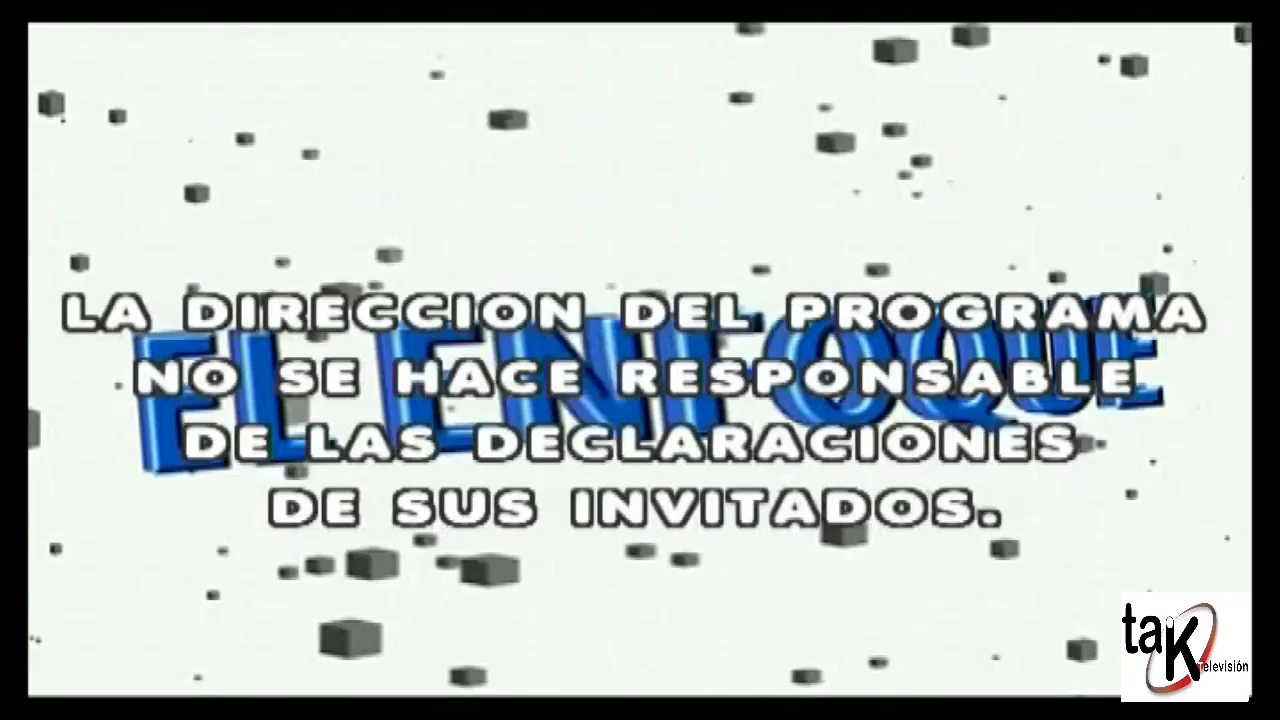 LA DIRECCION DEL PROGRAMA
NO SE HACE RESPONSABLE
DE LAS DECLARACIONES
DE SUS INVITADOS.
EL ENFOQUE
taK
Televisión